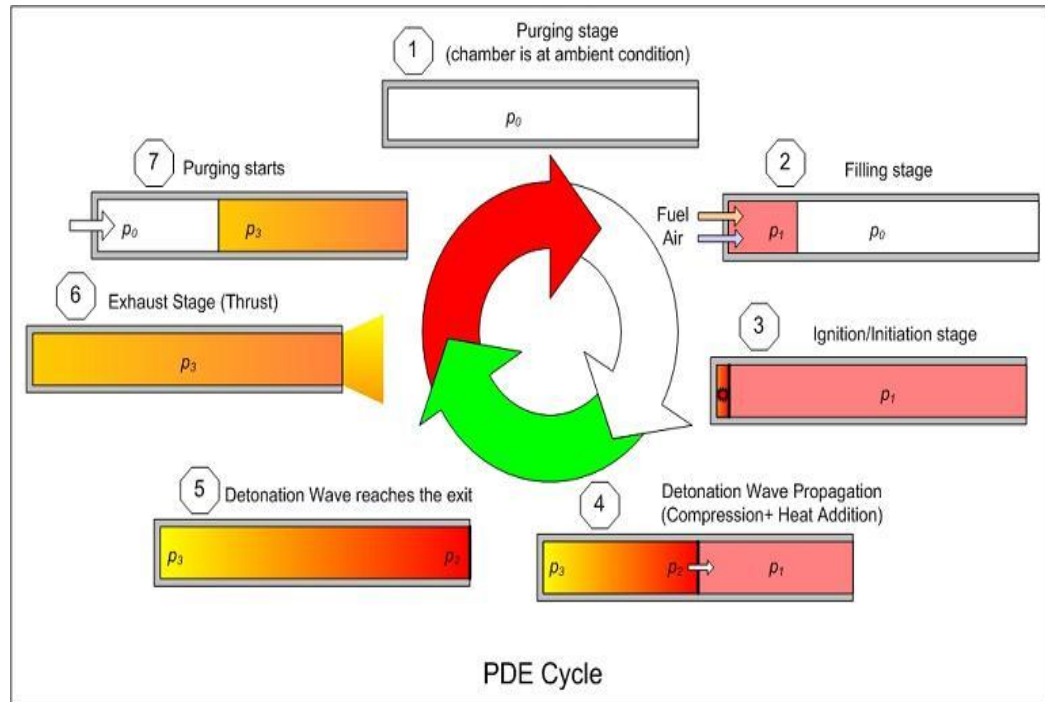 1
Purging stage
(chamber is at ambient condition)
p₀
2
Filling stage
Fuel
Air
p₁
p₀
3
Ignition/Initiation stage
p₁
4
Detonation Wave Propagation
(Compression+ Heat Addition)
p₃
p₂
p₁
5
Detonation Wave reaches the exit
p₃
p₂
6
Exhaust Stage (Thrust)
p₃
7
Purging starts
p₀
p₃
PDE Cycle